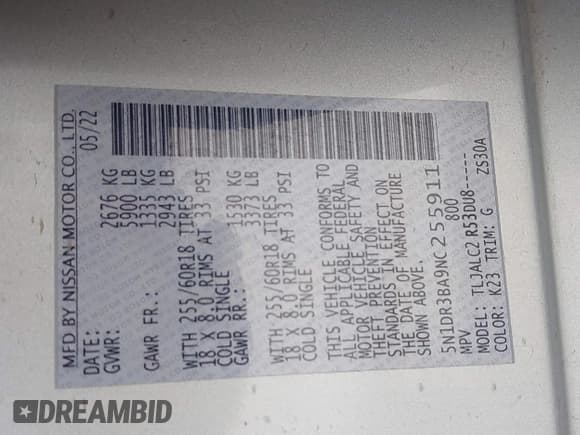 MFD BY NISSAN MOTOR CO., LTD.
DATE: 05/22
GVWR: 2676 KG
5900 LB
GAWR FR.: 1335 KG
2943 LB
WITH 255/60R18 TIRES
18 X 8.0 RIMS AT 33 PSI
COLD SINGLE
GAWR RR.: 1530 KG
3373 LB
WITH 255/60R18 TIRES
18 X 8.0 RIMS AT 33 PSI
COLD SINGLE
THIS VEHICLE CONFORMS TO
ALL APPLICABLE FEDERAL
MOTOR VEHICLE SAFETY AND
THEFT PREVENTION
STANDARDS IN EFFECT ON
THE DATE OF MANUFACTURE
SHOWN ABOVE.
5N1DR3BA9NC255911
MPV 800
MODEL: TLJALC2 R53DU8-----
COLOR: K23 TRIM: G ZS30A
DREAMBID